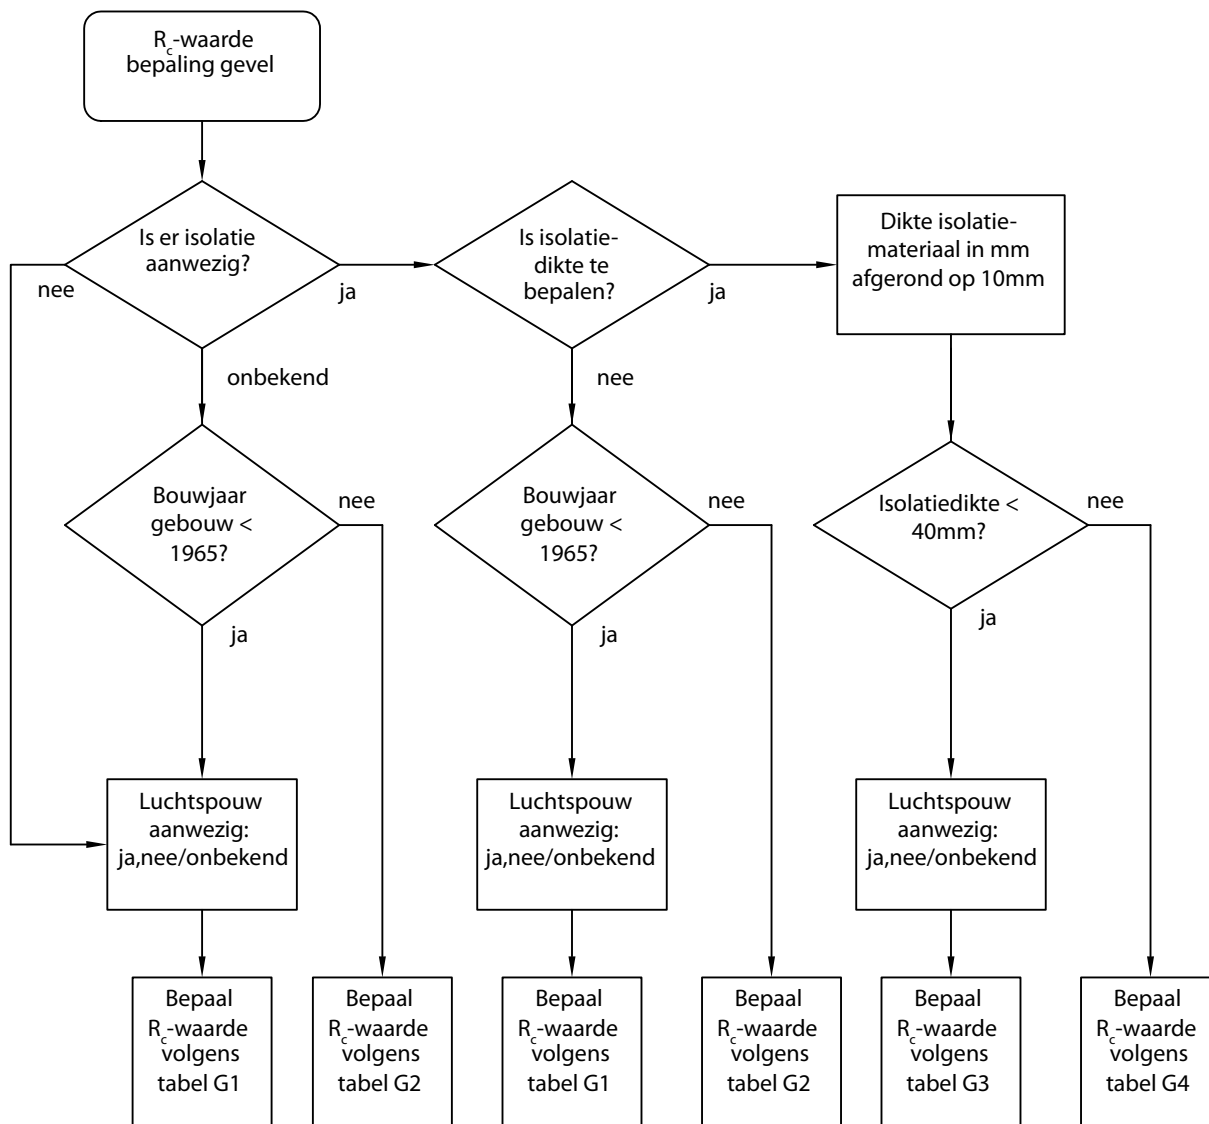 R_c-waarde
bepaling gevel
Is er isolatie
aanwezig?
nee
ja
onbekend
Is isolatie-
dikte te
bepalen?
ja
nee
Dikte isolatie-
materiaal in mm
afgerond op 10mm
Bouwjaar
gebouw <
1965?
nee
ja
Bouwjaar
gebouw <
1965?
nee
ja
Isolatiedikte <
40mm?
nee
ja
Luchtspouw
aanwezig:
ja,nee/onbekend
Luchtspouw
aanwezig:
ja,nee/onbekend
Luchtspouw
aanwezig:
ja,nee/onbekend
Bepaal
R_c-waarde
volgens
tabel G1
Bepaal
R_c-waarde
volgens
tabel G2
Bepaal
R_c-waarde
volgens
tabel G1
Bepaal
R_c-waarde
volgens
tabel G2
Bepaal
R_c-waarde
volgens
tabel G3
Bepaal
R_c-waarde
volgens
tabel G4